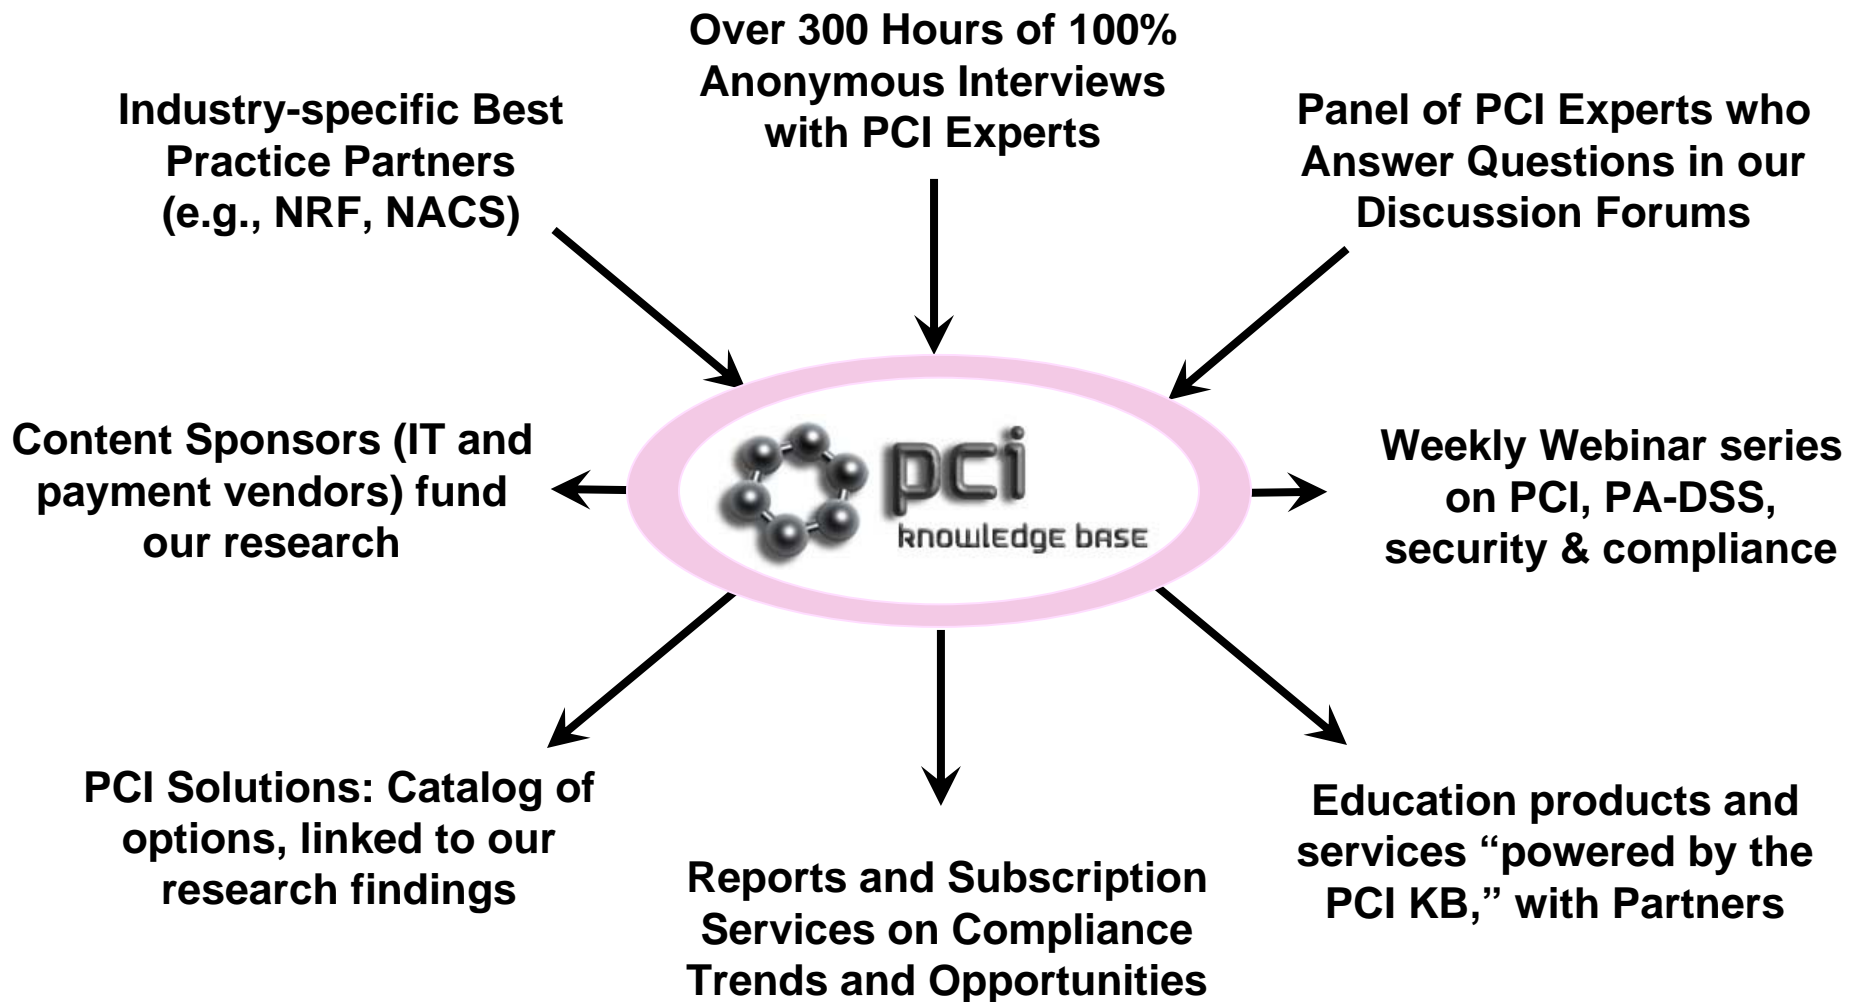 Over 300 Hours of 100%
Anonymous Interviews
with PCI Experts
Industry-specific Best
Practice Partners
(e.g., NRF, NACS)
Panel of PCI Experts who
Answer Questions in our
Discussion Forums
Content Sponsors (IT and
payment vendors) fund
our research
pci
knowledge base
Weekly Webinar series
on PCI, PA-DSS,
security & compliance
PCI Solutions: Catalog of
options, linked to our
research findings
Reports and Subscription
Services on Compliance
Trends and Opportunities
Education products and
services “powered by the
PCI KB,” with Partners